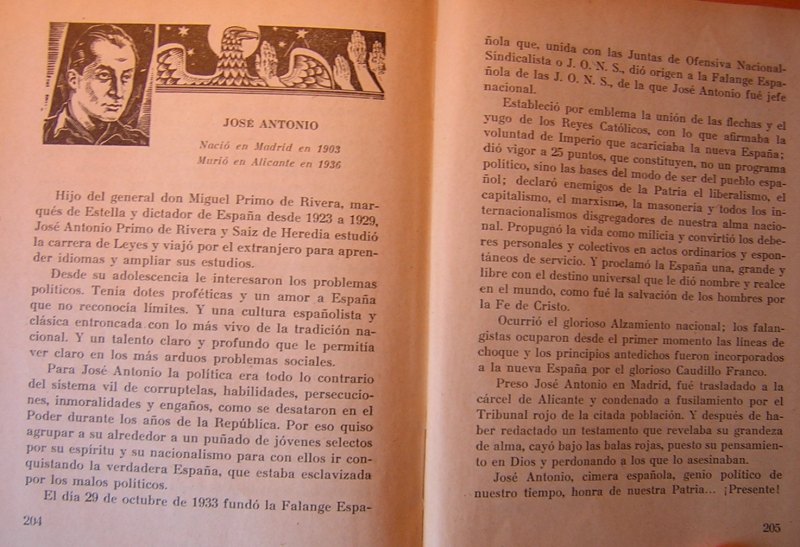 JOSÉ ANTONIO
Nació en Madrid en 1903
Murió en Alicante en 1936
Hijo del general don Miguel Primo de Rivera, mar-
qués de Estella y dictador de España desde 1923 a 1929,
José Antonio Primo de Rivera y Saiz de Heredia estudió
la carrera de Leyes y viajó por el extranjero para apren-
der idiomas y ampliar sus estudios.
Desde su adolescencia le interesaron los problemas
políticos. Tenía dotes proféticas y un amor a España
que no reconocía límites. Y una cultura españolista y
clásica entroncada con lo más vivo de la tradición na-
cional. Y un talento claro y profundo que le permitía
ver claro en los más arduos problemas sociales.
Para José Antonio la política era todo lo contrario
del sistema vil de corruptelas, habilidades, persecucio-
nes, inmoralidades y engaños, como se desataron en el
Poder durante los años de la República. Por eso quiso
agrupar a su alrededor a un puñado de jóvenes selectos
por su espíritu y su nacionalismo para con ellos ir con-
quistando la verdadera España, que estaba esclavizada
por los malos políticos.
El día 29 de octubre de 1933 fundó la Falange Espa-
204
ñola que, unida con las Juntas de Ofensiva Nacional-
Sindicalista o J. O. N. S., dió origen a la Falange Espa-
ñola de las J. O. N. S., de la que José Antonio fué jefe
nacional.
Estableció por emblema la unión de las flechas y el
yugo de los Reyes Católicos, con lo que afirmaba la
voluntad de Imperio que acariciaba la nueva España;
dió vigor a 25 puntos, que constituyen, no un programa
político, sino las bases del modo de ser del pueblo espa-
ñol; declaró enemigos de la Patria el liberalismo, el
capitalismo, el marxismo, la masonería y todos los in-
ternacionalismos disgregadores de nuestra alma nacio-
nal. Propugnó la vida como milicia y convirtió los debe-
res personales y colectivos en actos ordinarios y espon-
táneos de servicio. Y proclamó la España una, grande y
libre con el destino universal que le dió nombre y realce
en el mundo, como fué la salvación de los hombres por
la Fe de Cristo.
Ocurrió el glorioso Alzamiento nacional; los falan-
gistas ocuparon desde el primer momento las líneas de
choque y los principios antedichos fueron incorporados
a la nueva España por el glorioso Caudillo Franco.
Preso José Antonio en Madrid, fué trasladado a la
cárcel de Alicante y condenado a fusilamiento por el
Tribunal rojo de la citada población. Y después de ha-
ber redactado un testamento que revelaba su grandeza
de alma, cayó bajo las balas rojas, puesto su pensamien-
to en Dios y perdonando a los que lo asesinaban.
José Antonio, cimera española, genio político de
nuestro tiempo, honra de nuestra Patria... ¡Presente!
205